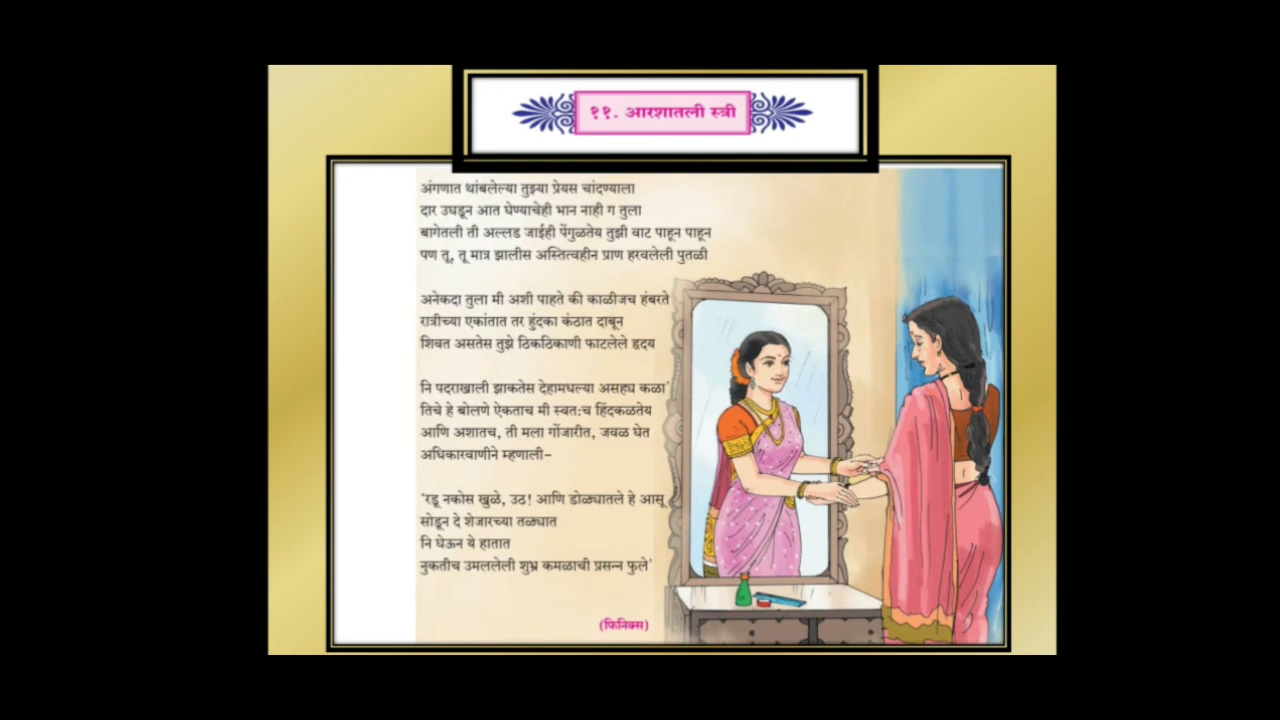 ११. आरशातली स्त्री
अंगणात थांबलेल्या तुझ्या प्रेयस चांदण्याला
दार उघडून आत घेण्याचेही भान नाही ग तुला
बागेतली ती अल्लड जाईही पेंगुळतेय तुझी वाट पाहून पाहून
पण तू, तू मात्र झालीस अस्तित्वहीन प्राण हरवलेली पुतळी
अनेकदा तुला मी अशी पाहते की काळीजच हंबरते
रात्रीच्या एकांतात तर हुंदका कंठात दाबून
शिवत असतेस तुझे ठिकठिकाणी फाटलेले हृदय
नि पदराखाली झाकतेस देहामधल्या असह्य कळा'
तिचे हे बोलणे ऐकताच मी स्वत:च हिंदकळतेय
आणि अशातच, ती मला गोंजारीत, जवळ घेत
अधिकारवाणीने म्हणाली-
'रडू नकोस खुळे, उठ! आणि डोळ्यातले हे आसू
सोडून दे शेजारच्या तळ्यात
नि घेऊन ये हातात
नुकतीच उमललेली शुभ्र कमळाची प्रसन्न फुले'
(फिनिक्स)